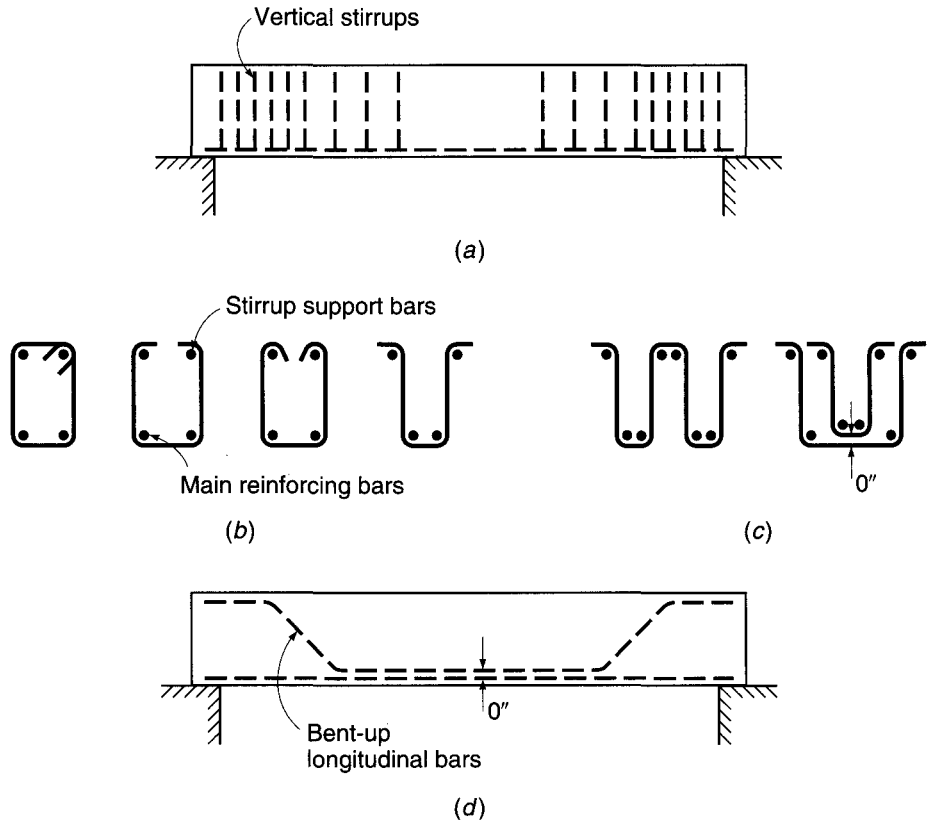 Vertical stirrups
(a)
Stirrup support bars
Main reinforcing bars
0"
(b)
(c)
0"
Bent-up
longitudinal bars
(d)